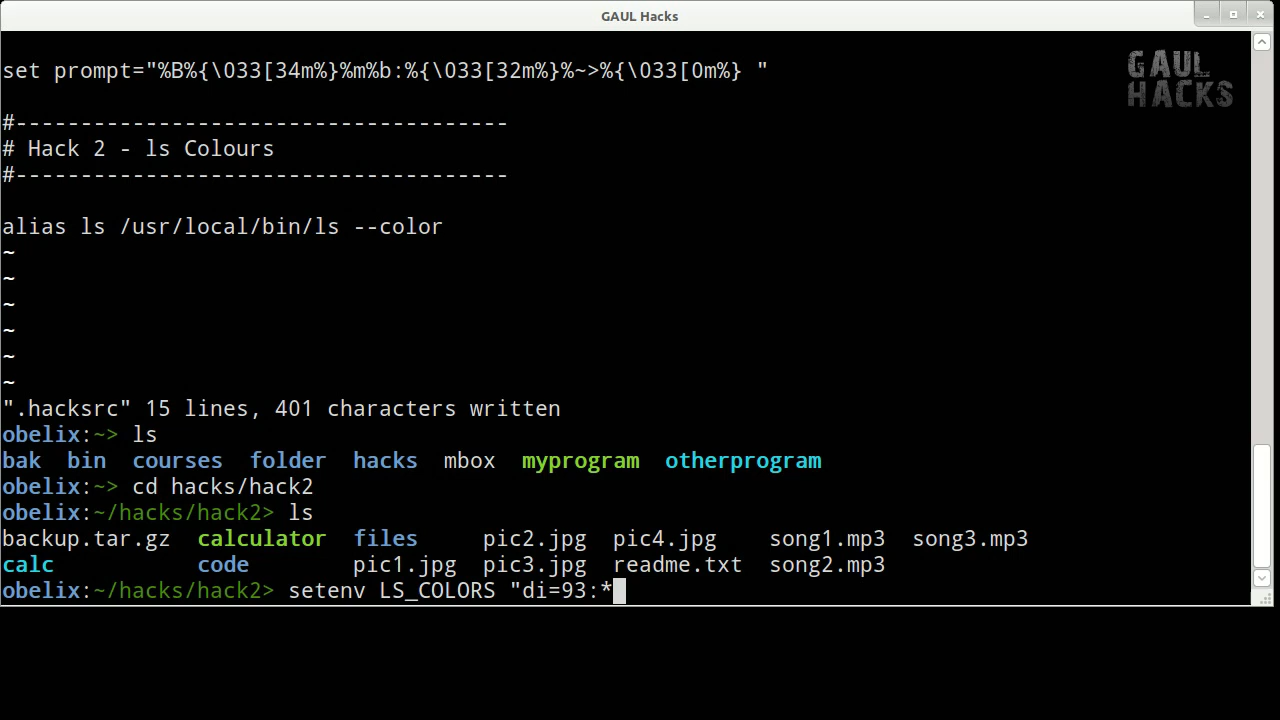 GAUL Hacks
GAUL
HACKS
set prompt="%B%{\033[34m%}%m%b:%{\033[32m%}%~>%{\033[0m%} "
#--------------------------------------
# Hack 2 - ls Colours
#--------------------------------------
alias ls /usr/local/bin/ls --color
~
~
~
~
~
~
".hacksrc" 15 lines, 401 characters written
obelix:~> ls
bak  bin  courses  folder  hacks  mbox  myprogram  otherprogram
obelix:~> cd hacks/hack2
obelix:~/hacks/hack2> ls
backup.tar.gz  calculator  files     pic2.jpg  pic4.jpg    song1.mp3  song3.mp3
calc           code        pic1.jpg  pic3.jpg  readme.txt  song2.mp3
obelix:~/hacks/hack2> setenv LS_COLORS "di=93:*